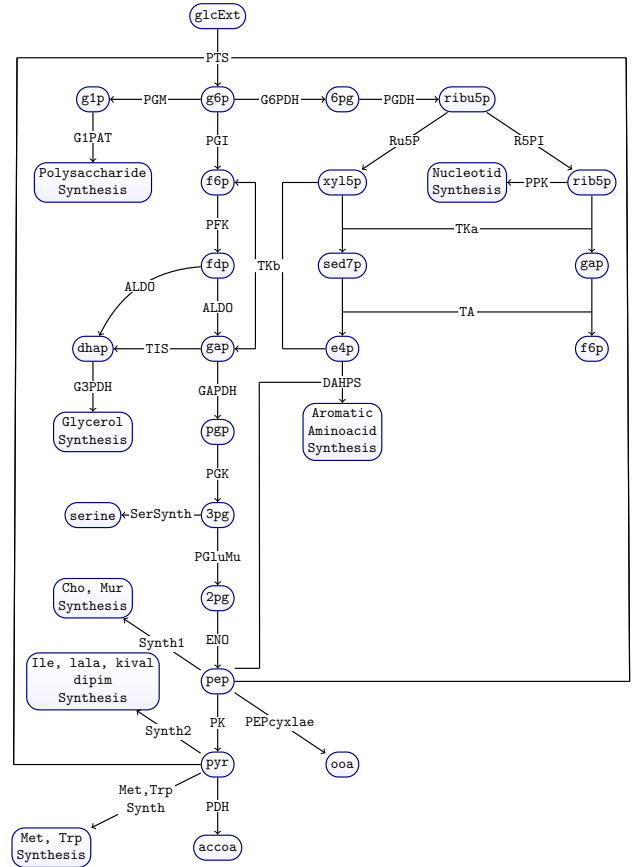 glcExt
PTS
g1p
PGM
g6p
G6PDH
6pg
PGDH
ribu5p
G1PAT
PGI
Ru5P
R5PI
Polysaccharide
Synthesis
f6p
xyl5p
Nucleotid
Synthesis
PPK
rib5p
PFK
TKa
fdp
TKb
sed7p
gap
ALDO
ALDO
TA
dhap
TIS
gap
e4p
f6p
G3PDH
GAPDH
DAHPS
Glycerol
Synthesis
pgp
Aromatic
Aminoacid
Synthesis
PGK
serine
SerSynth
3pg
PGluMu
Cho, Mur
Synthesis
2pg
Synth1
ENO
Ile, lala, kival
dipim
Synthesis
pep
Synth2
PK
PEPcyxlae
pyr
ooa
Met,Trp
Synth
PDH
Met, Trp
Synthesis
accoa